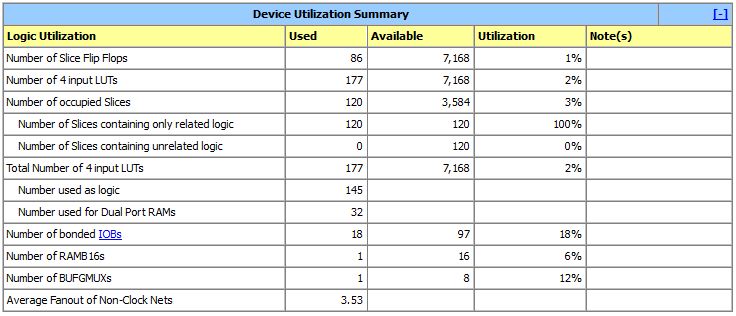 Device Utilization Summary [-]
Logic Utilization Used Available Utilization Note(s)
Number of Slice Flip Flops 86 7,168 1%
Number of 4 input LUTs 177 7,168 2%
Number of occupied Slices 120 3,584 3%
Number of Slices containing only related logic 120 120 100%
Number of Slices containing unrelated logic 0 120 0%
Total Number of 4 input LUTs 177 7,168 2%
Number used as logic 145
Number used for Dual Port RAMs 32
Number of bonded IOBs 18 97 18%
Number of RAMB16s 1 16 6%
Number of BUFGMUXs 1 8 12%
Average Fanout of Non-Clock Nets 3.53